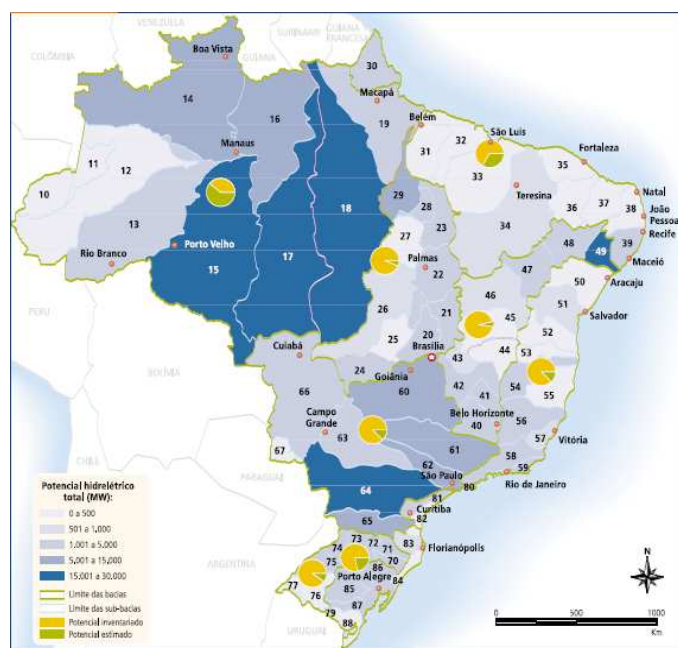 VENEZUELA
SURINAME
GUIANA FRANCESA
COLÔMBIA
GUIANA
Boa Vista
30
14
Macapá
16
19
Belém
São Luis
Manaus
31
32
Fortaleza
11
12
33
35
10
29
Teresina
Natal
13
18
28
36
37
38
João Pessoa
27
23
34
Recife
Rio Branco
Porto Velho
17
48
49
39
15
Palmas
22
47
Maceió
46
50
Aracaju
PERU
26
21
45
51
Salvador
25
20
52
Cuiabá
Brasília
44
53
BOLÍVIA
24
Goiânia
43
66
60
42
41
54
55
Campo Grande
Belo Horizonte
56
63
40
57
Vitória
67
61
58
CHILE
62
São Paulo
59
PARAGUAI
80
Rio de Janeiro
64
81
Curitiba
65
82
73
83
Florianópolis
74
72
71
75
70
ARGENTINA
86
77
Porto Alegre
84
76
85
87
79
88
URUGUAI
Potencial hidrelétrico
total (MW):
0 a 500
501 a 1,000
1,001 a 5,000
5,001 a 15,000
15.001 a 30,000
Limite das bacias
Limite das sub-bacias
Potencial inventariado
Potencial estimado
N
0 500 1000
Km.